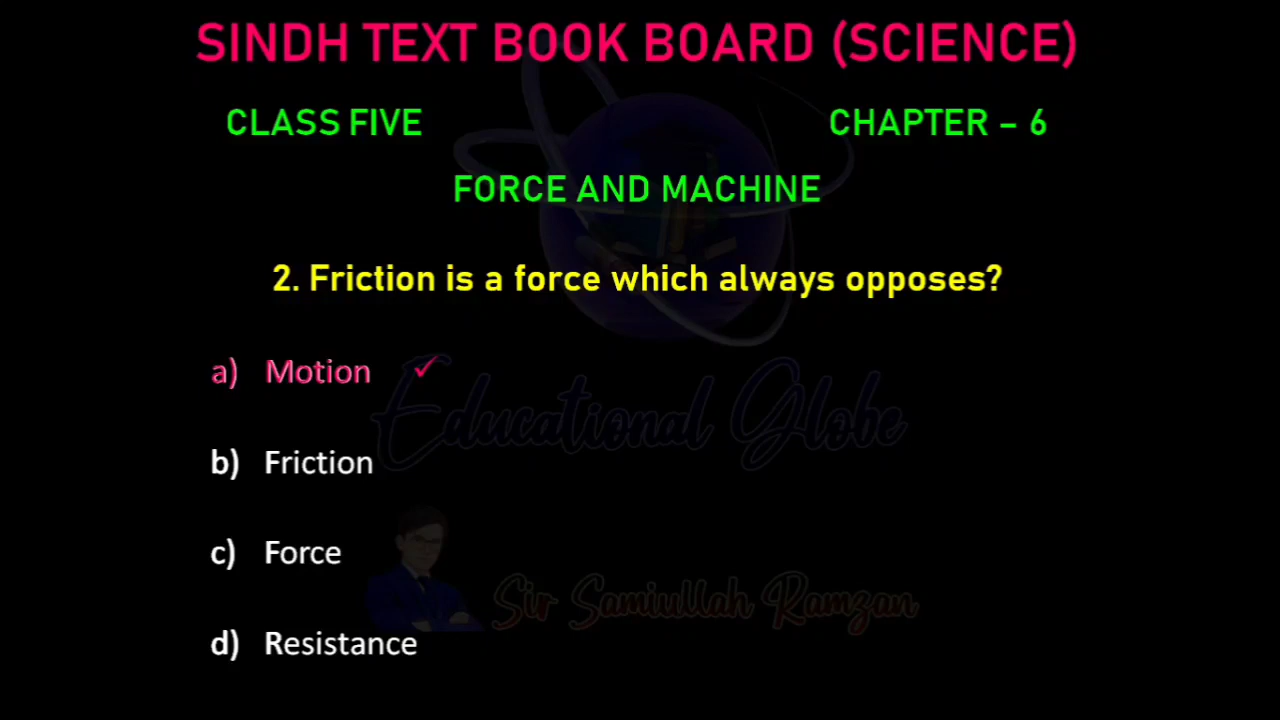 SINDH TEXT BOOK BOARD (SCIENCE)
CLASS FIVE
CHAPTER – 6
FORCE AND MACHINE
2. Friction is a force which always opposes?
a) Motion ✓
b) Friction
c) Force
d) Resistance
Educational Globe
Sir Samiullah Ramzan